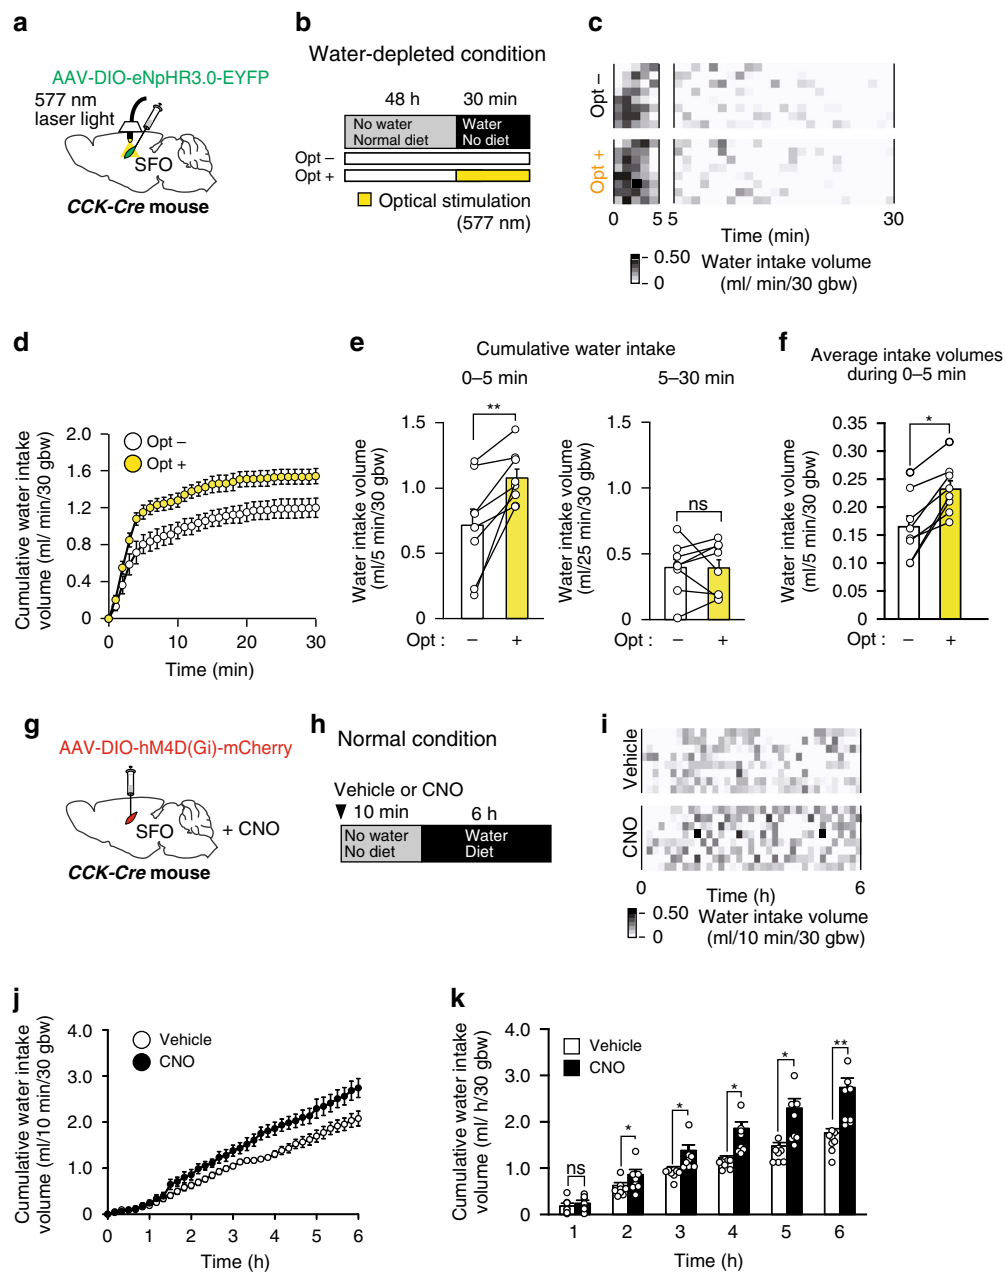 a
AAV-DIO-eNpHR3.0-EYFP
577 nm
laser light
SFO
CCK-Cre mouse
b
Water-depleted condition
48 h
30 min
No water
Normal diet
Water
No diet
Opt –
Opt +
Optical stimulation
(577 nm)
c
Opt –
Opt +
0
5
5
30
Time (min)
0.50
0
Water intake volume
(ml/ min/30 gbw)
d
Cumulative water intake
volume (ml/ min/30 gbw)
2.0
1.6
1.2
0.8
0.4
0
Opt –
Opt +
0
10
20
30
Time (min)
e
Cumulative water intake
0–5 min
Water intake volume
(ml/5 min/30 gbw)
1.5
1.0
0.5
0
**
Opt :
–
+
5–30 min
Water intake volume
(ml/25 min/30 gbw)
1.5
1.0
0.5
0
ns
Opt :
–
+
f
Average intake volumes
during 0–5 min
Water intake volume
(ml/5 min/30 gbw)
0.35
0.30
0.25
0.20
0.15
0.10
0.05
0
*
Opt :
–
+
g
AAV-DIO-hM4D(Gi)-mCherry
SFO
+ CNO
CCK-Cre mouse
h
Normal condition
Vehicle or CNO
10 min
6 h
No water
No diet
Water
Diet
i
Vehicle
CNO
0
6
Time (h)
0.50
0
Water intake volume
(ml/10 min/30 gbw)
j
Cumulative water intake
volume (ml/10 min/30 gbw)
4.0
3.0
2.0
1.0
0
Vehicle
CNO
0
1
2
3
4
5
6
Time (h)
k
Cumulative water intake
volume (ml/ h/30 gbw)
4.0
3.0
2.0
1.0
0
Vehicle
CNO
ns
*
*
*
*
**
1
2
3
4
5
6
Time (h)